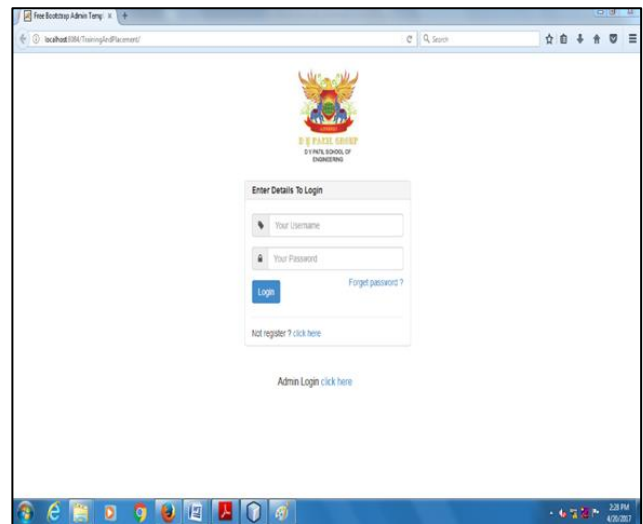 Free Bootstrap Admin Temp
localhost:8084/TrainingAndPlacement/
Search
D Y PATIL GROUP
D Y PATIL SCHOOL OF
ENGINEERING
Enter Details To Login
Your Username
Your Password
Forget password ?
Login
Not register ? click here
Admin Login click here
2:28 PM
4/20/2017